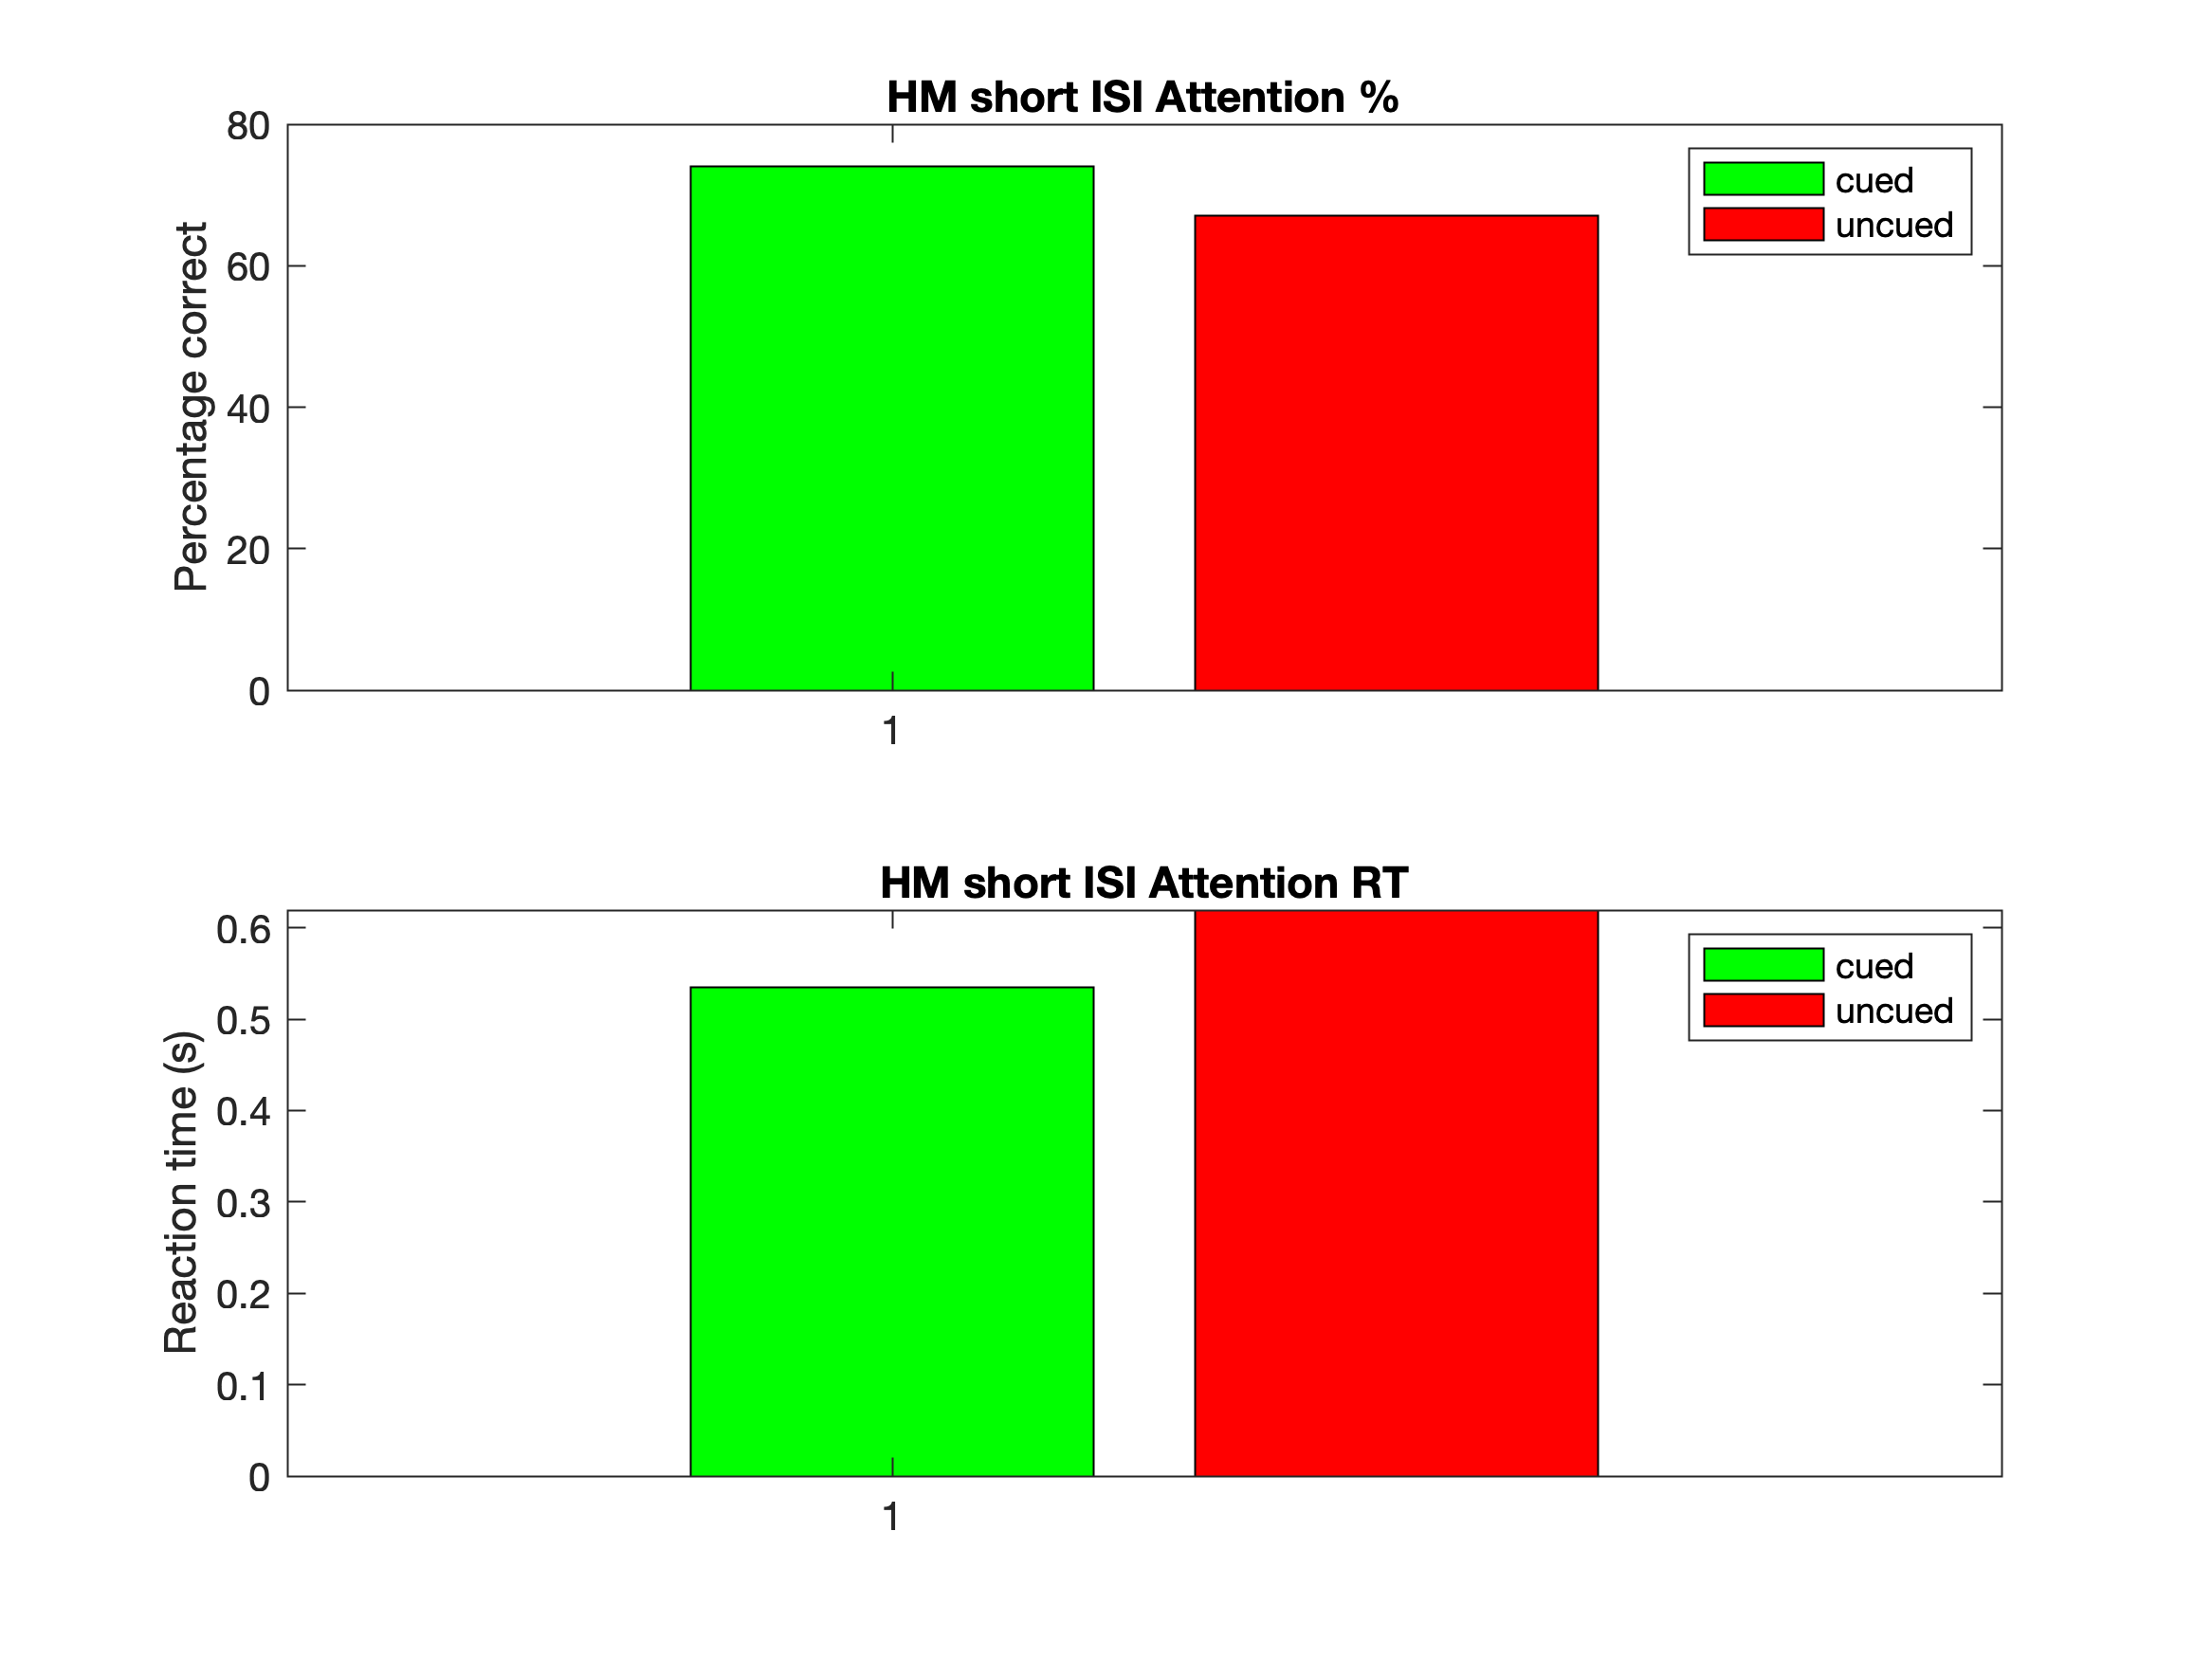 HM short ISI Attention %
Percentage correct
80
60
40
20
0
1
cued
uncued
HM short ISI Attention RT
Reaction time (s)
0.6
0.5
0.4
0.3
0.2
0.1
0
1
cued
uncued